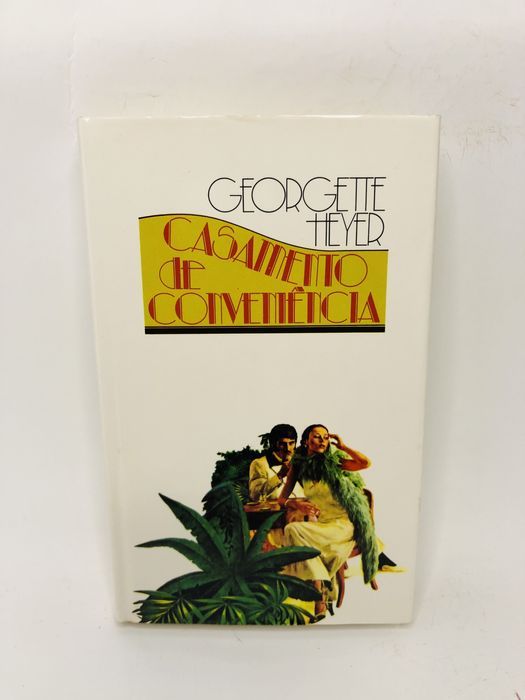 GEORGETTE
HEYER
CASAMENTO
de
CONVENIÊNCIA